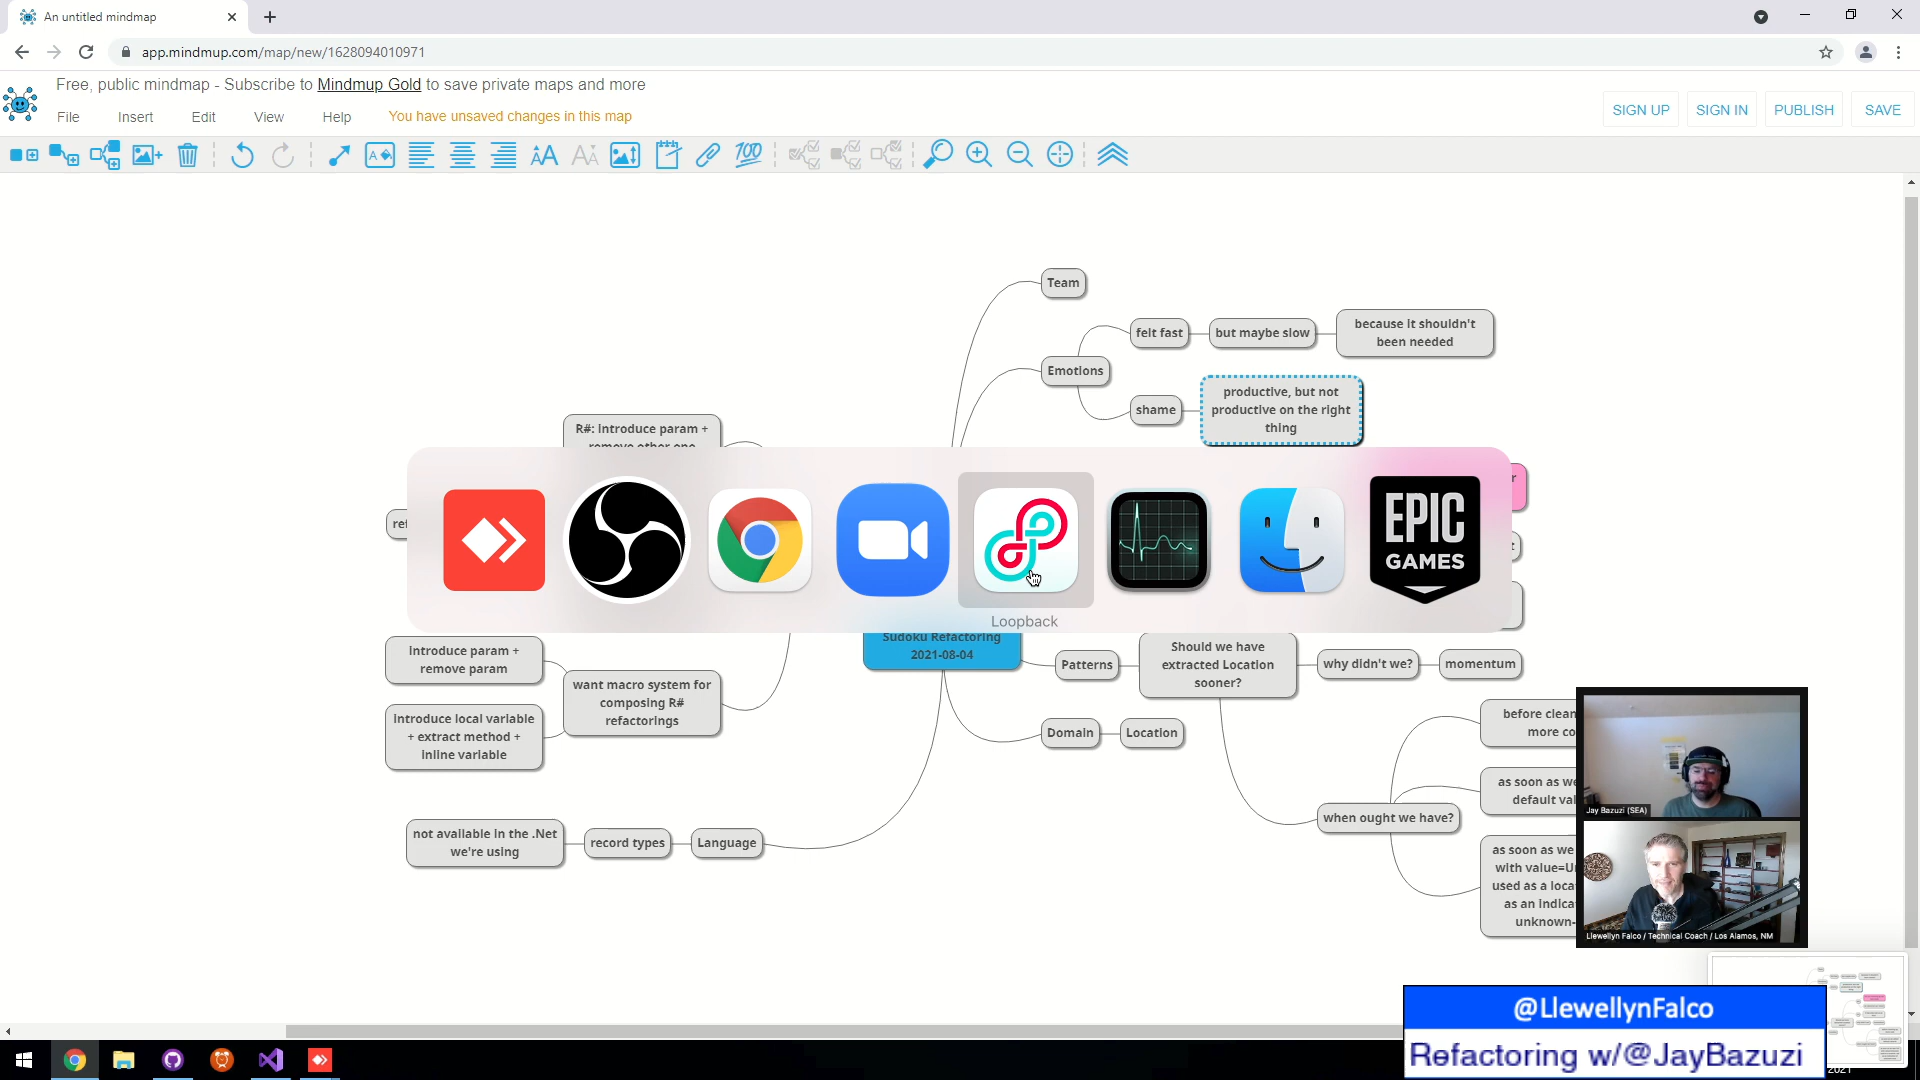 An untitled mindmap
app.mindmup.com/map/new/1628094010971
Free, public mindmap - Subscribe to Mindmup Gold to save private maps and more
File Insert Edit View Help You have unsaved changes in this map
SIGN UP SIGN IN PUBLISH SAVE
Team
felt fast
but maybe slow
because it shouldn't
been needed
Emotions
shame
productive, but not
productive on the right
thing
R#: Introduce param +
remove other one
EPIC
GAMES
Loopback
Sudoku Refactoring
2021-08-04
Patterns
Should we have
extracted Location
sooner?
why didn't we?
momentum
Domain
Location
when ought we have?
before clean
more co
as soon as we
default val
as soon as we
with value=U
used as a loca
as an indica
unknown-
introduce param +
remove param
want macro system for
composing R#
refactorings
introduce local variable
+ extract method +
inline variable
not available in the .Net
we're using
record types
Language
Jay Bazuzi (SEA)
Llewellyn Falco / Technical Coach / Los Alamos, NM
@LlewellynFalco
Refactoring w/@JayBazuzi